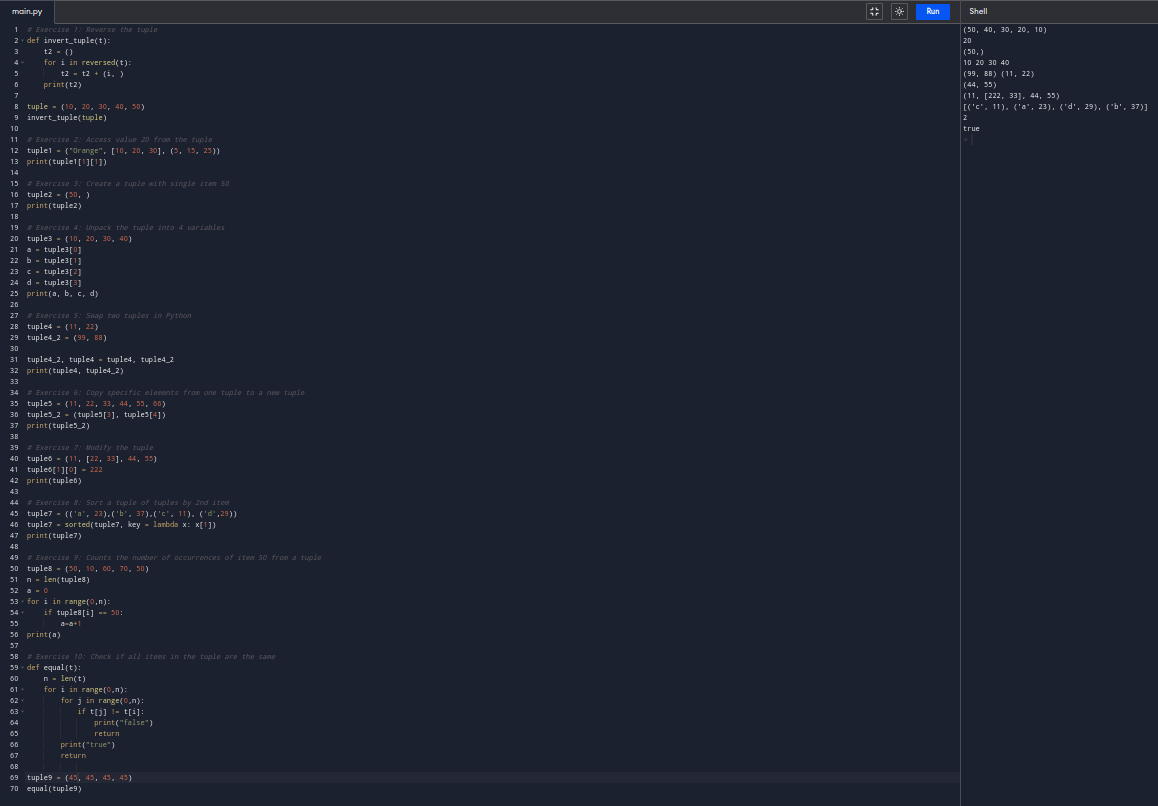 main.py
Run
Shell
1 # Exercise 1: Reverse the tuple
2 def invert_tuple(t):
3 t2 = ()
4 for i in reversed(t):
5 t2 = t2 + (i, )
6 print(t2)
7
8 tuple = (10, 20, 30, 40, 50)
9 invert_tuple(tuple)
10
11 # Exercise 2: Access value 20 from the tuple
12 tuple1 = ("Orange", [10, 20, 30], (5, 15, 25))
13 print(tuple1[1][1])
14
15 # Exercise 3: Create a tuple with single item 50
16 tuple2 = (50, )
17 print(tuple2)
18
19 # Exercise 4: Unpack the tuple into 4 variables
20 tuple3 = (10, 20, 30, 40)
21 a = tuple3[0]
22 b = tuple3[1]
23 c = tuple3[2]
24 d = tuple3[3]
25 print(a, b, c, d)
26
27 # Exercise 5: Swap two tuples in Python
28 tuple4 = (11, 22)
29 tuple4_2 = (99, 88)
30
31 tuple4_2, tuple4 = tuple4, tuple4_2
32 print(tuple4, tuple4_2)
33
34 # Exercise 6: Copy specific elements from one tuple to a new tuple
35 tuple5 = (11, 22, 33, 44, 55, 66)
36 tuple5_2 = (tuple5[3], tuple5[4])
37 print(tuple5_2)
38
39 # Exercise 7: Modify the tuple
40 tuple6 = (11, [22, 33], 44, 55)
41 tuple6[1][0] = 222
42 print(tuple6)
43
44 # Exercise 8: Sort a tuple of tuples by 2nd item
45 tuple7 = (('a', 23),('b', 37),('c', 11), ('d',29))
46 tuple7 = sorted(tuple7, key = lambda x: x[1])
47 print(tuple7)
48
49 # Exercise 9: Counts the number of occurrences of item 50 from a tuple
50 tuple8 = (50, 10, 60, 70, 50)
51 n = len(tuple8)
52 a = 0
53 for i in range(0,n):
54 if tuple8[i] == 50:
55 a=a+1
56 print(a)
57
58 # Exercise 10: Check if all items in the tuple are the same
59 def equal(t):
60 n = len(t)
61 for i in range(0,n):
62 for j in range(0,n):
63 if t[j] != t[i]:
64 print("false")
65 return
66 print("true")
67 return
68
69 tuple9 = (45, 45, 45, 45)
70 equal(tuple9)
(50, 40, 30, 20, 10)
20
(50,)
10 20 30 40
(99, 88) (11, 22)
(44, 55)
(11, [222, 33], 44, 55)
[('c', 11), ('a', 23), ('d', 29), ('b', 37)]
2
true
>